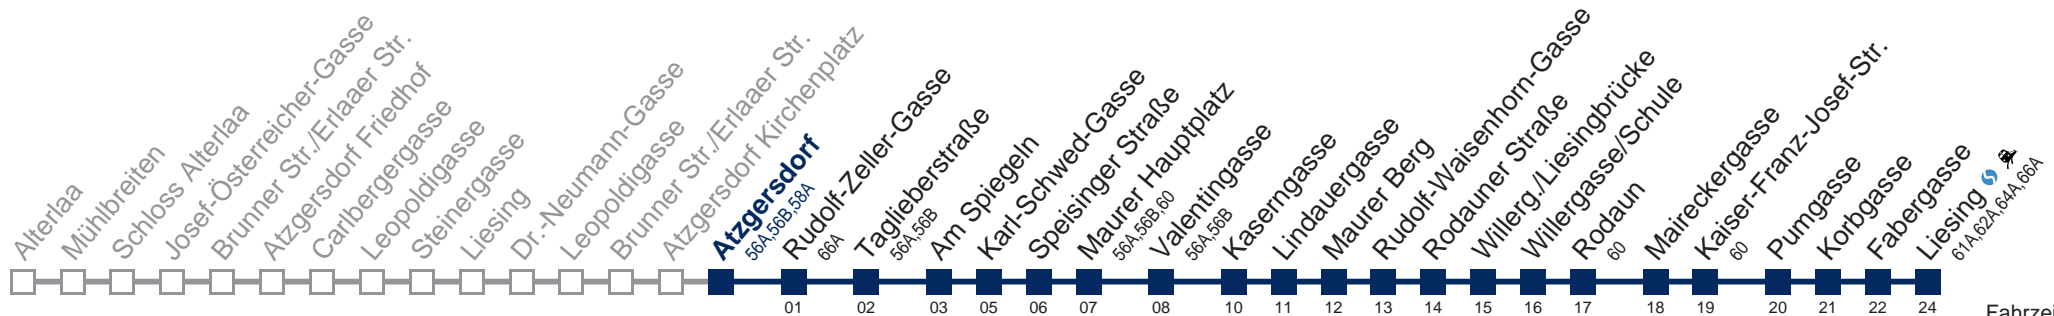 Alterlaa
Mühlbreiten
Schloss Alterlaa
Josef-Österreicher-Gasse
Brunner Str./Erlaaer Str.
Atzgersdorf Friedhof
Carlbergergasse
Leopoldigasse
Steinergasse
Liesing
Dr.-Neumann-Gasse
Leopoldigasse
Brunner Str./Erlaaer Str.
Atzgersdorf Kirchenplatz
Atzgersdorf
56A,56B,58A
Rudolf-Zeller-Gasse
66A
Taglieberstraße
56A,56B
Am Spiegeln
Karl-Schwed-Gasse
Speisinger Straße
Maurer Hauptplatz
56A,56B,60
Valentingasse
56A,56B
Kaserngasse
Lindauergasse
Maurer Berg
Rudolf-Waisenhorn-Gasse
Rodauner Straße
Willerg./Liesingbrücke
Willergasse/Schule
Rodaun
60
Maireckergasse
Kaiser-Franz-Josef-Str.
60
Pumgasse
Korbgasse
Fabergasse
Liesing
61A,62A,64A,66A
01 02 03 05 06 07 08 10 11 12 13 14 15 16 17 18 19 20 21 22 24